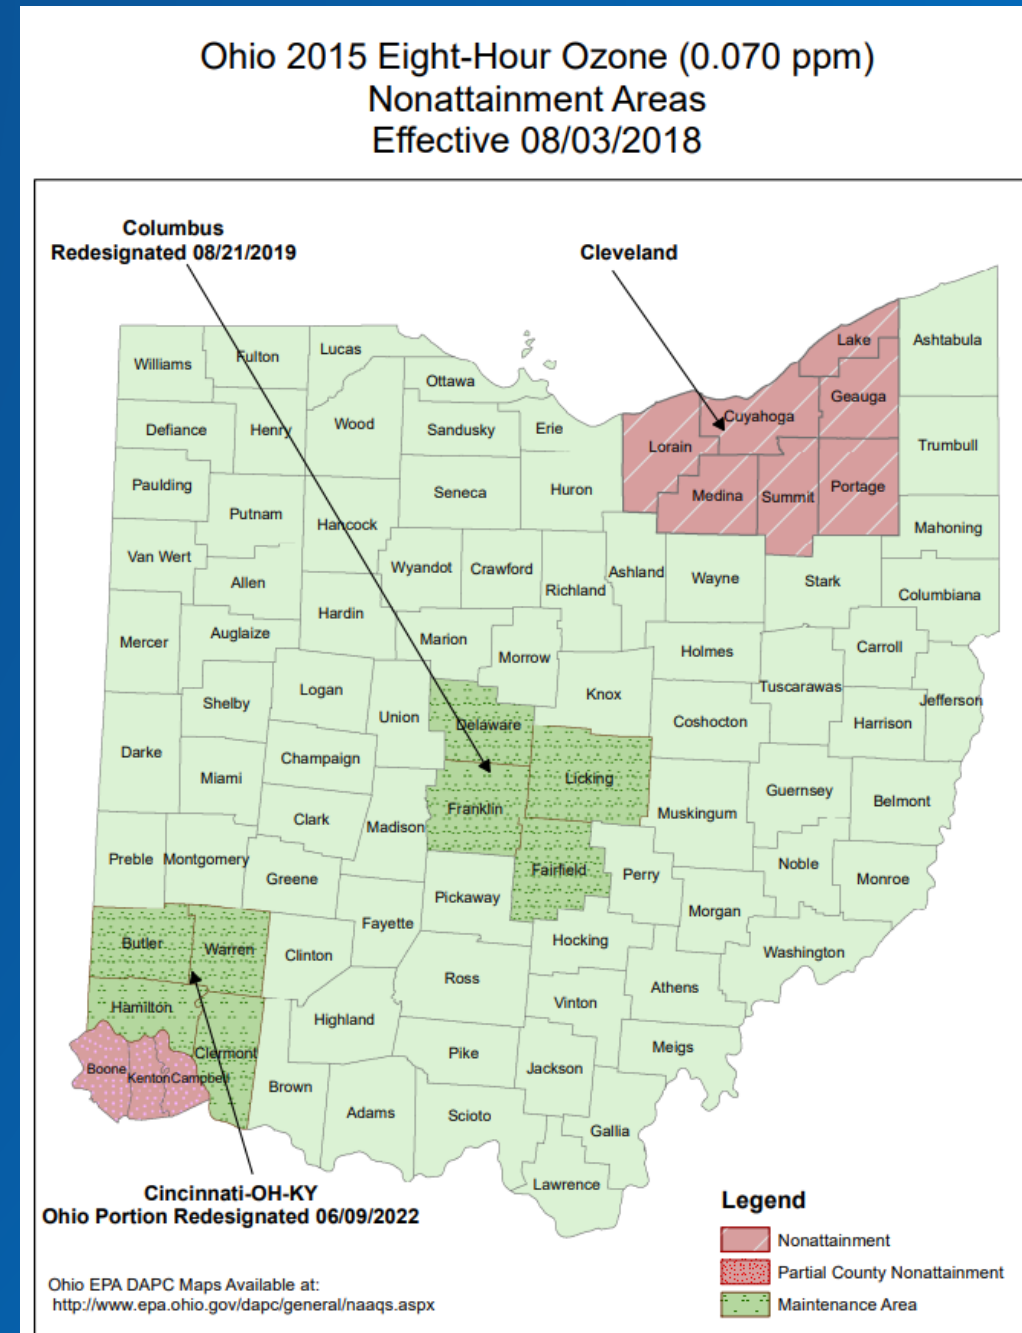 Ohio 2015 Eight-Hour Ozone (0.070 ppm)
Nonattainment Areas
Effective 08/03/2018
Columbus
Redesignated 08/21/2019
Cleveland
Williams
Fulton
Lucas
Ottawa
Lake
Ashtabula
Geauga
Defiance
Henry
Wood
Sandusky
Erie
Cuyahoga
Lorain
Trumbull
Paulding
Putnam
Hancock
Seneca
Huron
Medina
Summit
Portage
Mahoning
Van Wert
Allen
Wyandot
Crawford
Richland
Ashland
Wayne
Stark
Columbiana
Mercer
Auglaize
Hardin
Marion
Morrow
Holmes
Carroll
Shelby
Logan
Union
Delaware
Knox
Coshocton
Tuscarawas
Harrison
Jefferson
Darke
Miami
Champaign
Licking
Guernsey
Belmont
Clark
Madison
Franklin
Muskingum
Preble
Montgomery
Greene
Fairfield
Perry
Noble
Monroe
Pickaway
Fayette
Morgan
Butler
Warren
Clinton
Hocking
Washington
Ross
Athens
Hamilton
Highland
Vinton
Clermont
Pike
Meigs
Boone
Kenton
Campbell
Brown
Jackson
Adams
Scioto
Gallia
Lawrence
Cincinnati-OH-KY
Ohio Portion Redesignated 06/09/2022
Legend
Nonattainment
Partial County Nonattainment
Maintenance Area
Ohio EPA DAPC Maps Available at:
http://www.epa.ohio.gov/dapc/general/naaqs.aspx